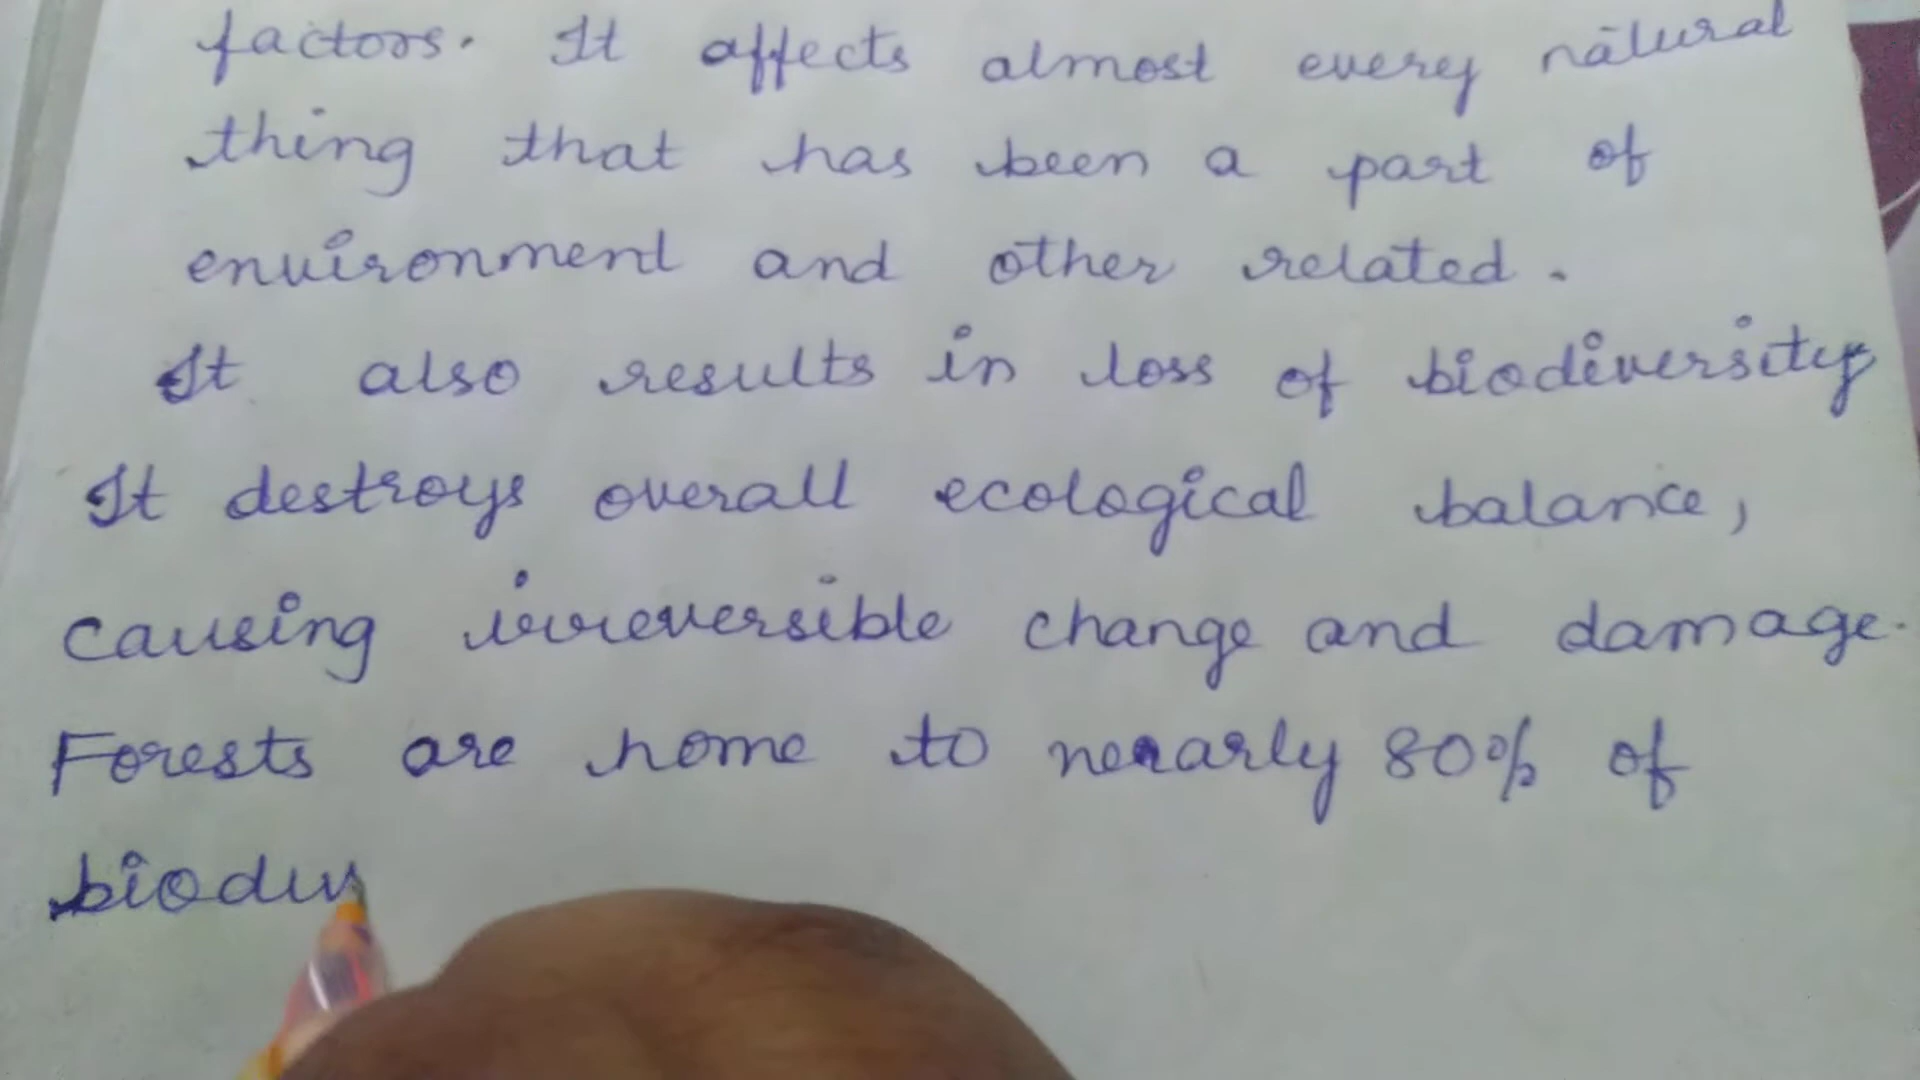 factors. It affects almost every natural
thing that has been a part of
environment and other related.
It also results in loss of biodiversity
It destroys overall ecological balance,
causing irreversible change and damage.
Forests are home to nearly 80% of
biodiv